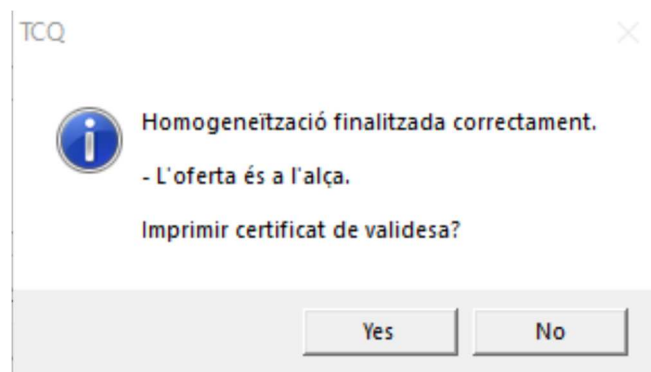 TCQ
Homogeneïtzació finalitzada correctament.
- L'oferta és a l'alça.
Imprimir certificat de validesa?
Yes No